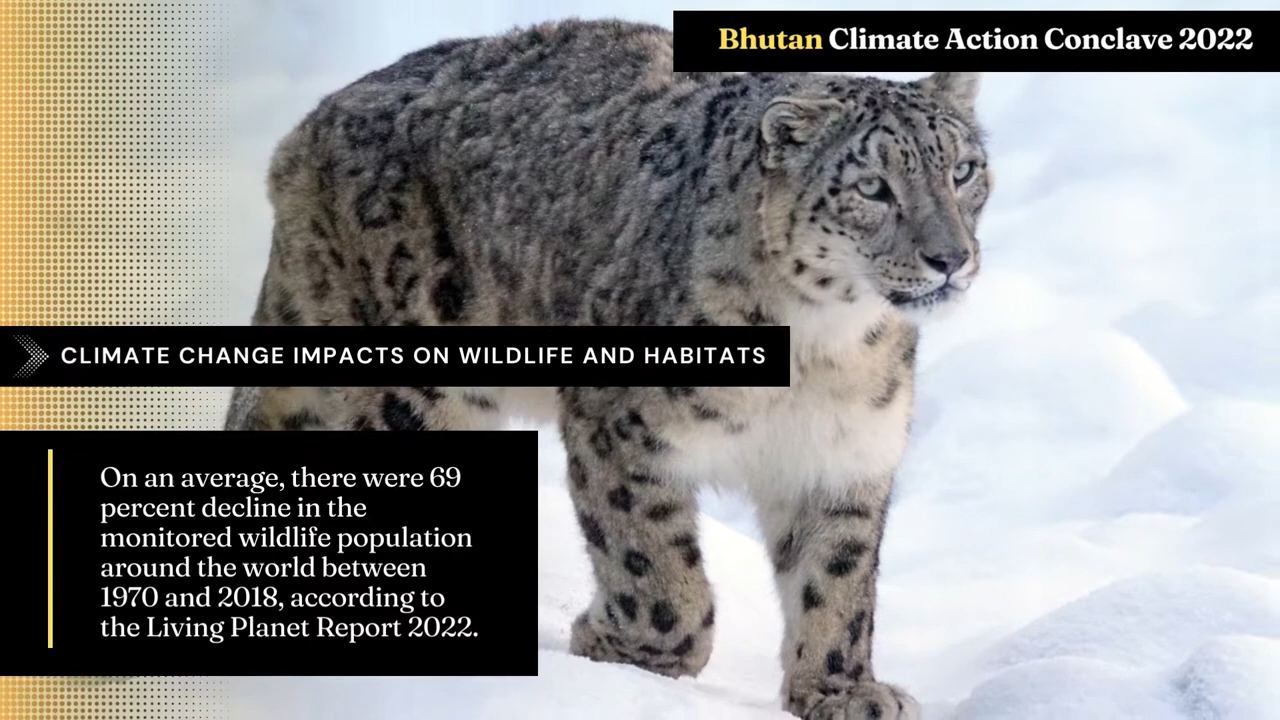 Bhutan Climate Action Conclave 2022
CLIMATE CHANGE IMPACTS ON WILDLIFE AND HABITATS
On an average, there were 69
percent decline in the
monitored wildlife population
around the world between
1970 and 2018, according to
the Living Planet Report 2022.